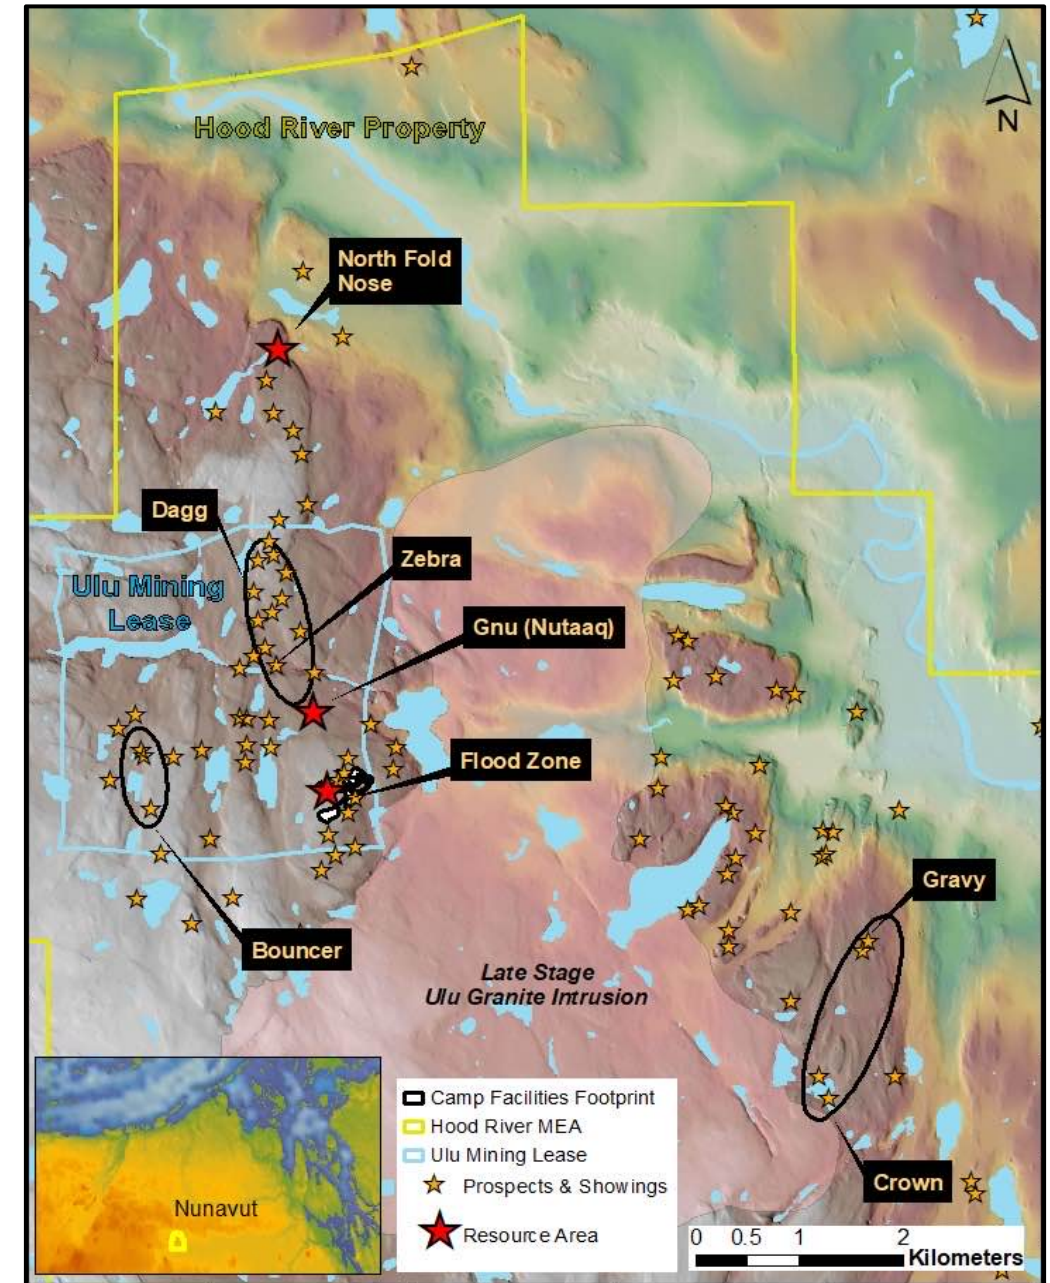 N
Hood River Property
North Fold
Nose
Dagg
Zebra
Ulu Mining
Lease
Gnu (Nutaaq)
Flood Zone
Gravy
Bouncer
Late Stage
Ulu Granite Intrusion
Crown
Nunavut
Camp Facilities Footprint
Hood River MEA
Ulu Mining Lease
Prospects & Showings
Resource Area
0 0.5 1 2
Kilometers